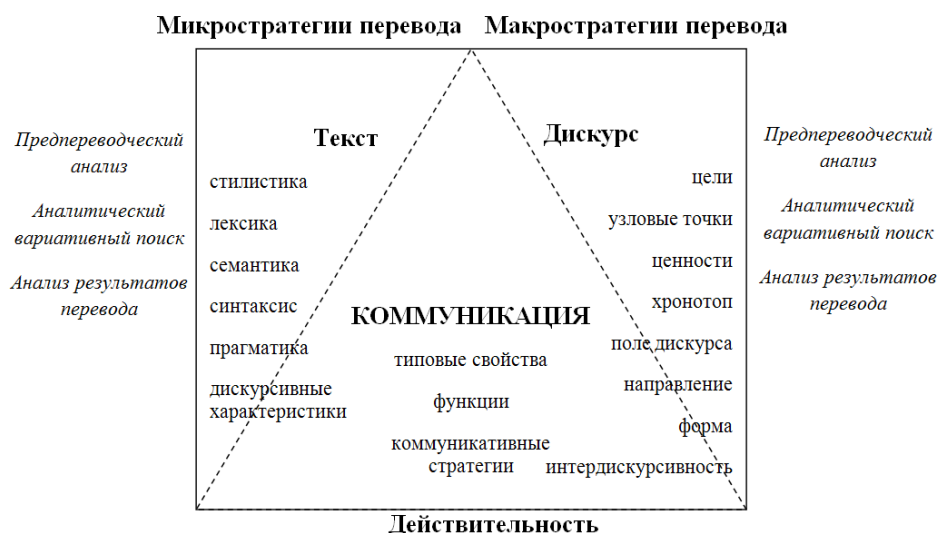 Микростратегии перевода
Макростратегии перевода
Предпереводческий
анализ
Аналитический
вариативный поиск
Анализ результатов
перевода
Текст
стилистика
лексика
семантика
синтаксис
прагматика
дискурсивные
характеристики
КОММУНИКАЦИЯ
типовые свойства
функции
коммуникативные
стратегии
Дискурс
цели
узловые точки
ценности
хронотоп
поле дискурса
направление
форма
интердискурсивность
Предпереводческий
анализ
Аналитический
вариативный поиск
Анализ результатов
перевода
Действительность